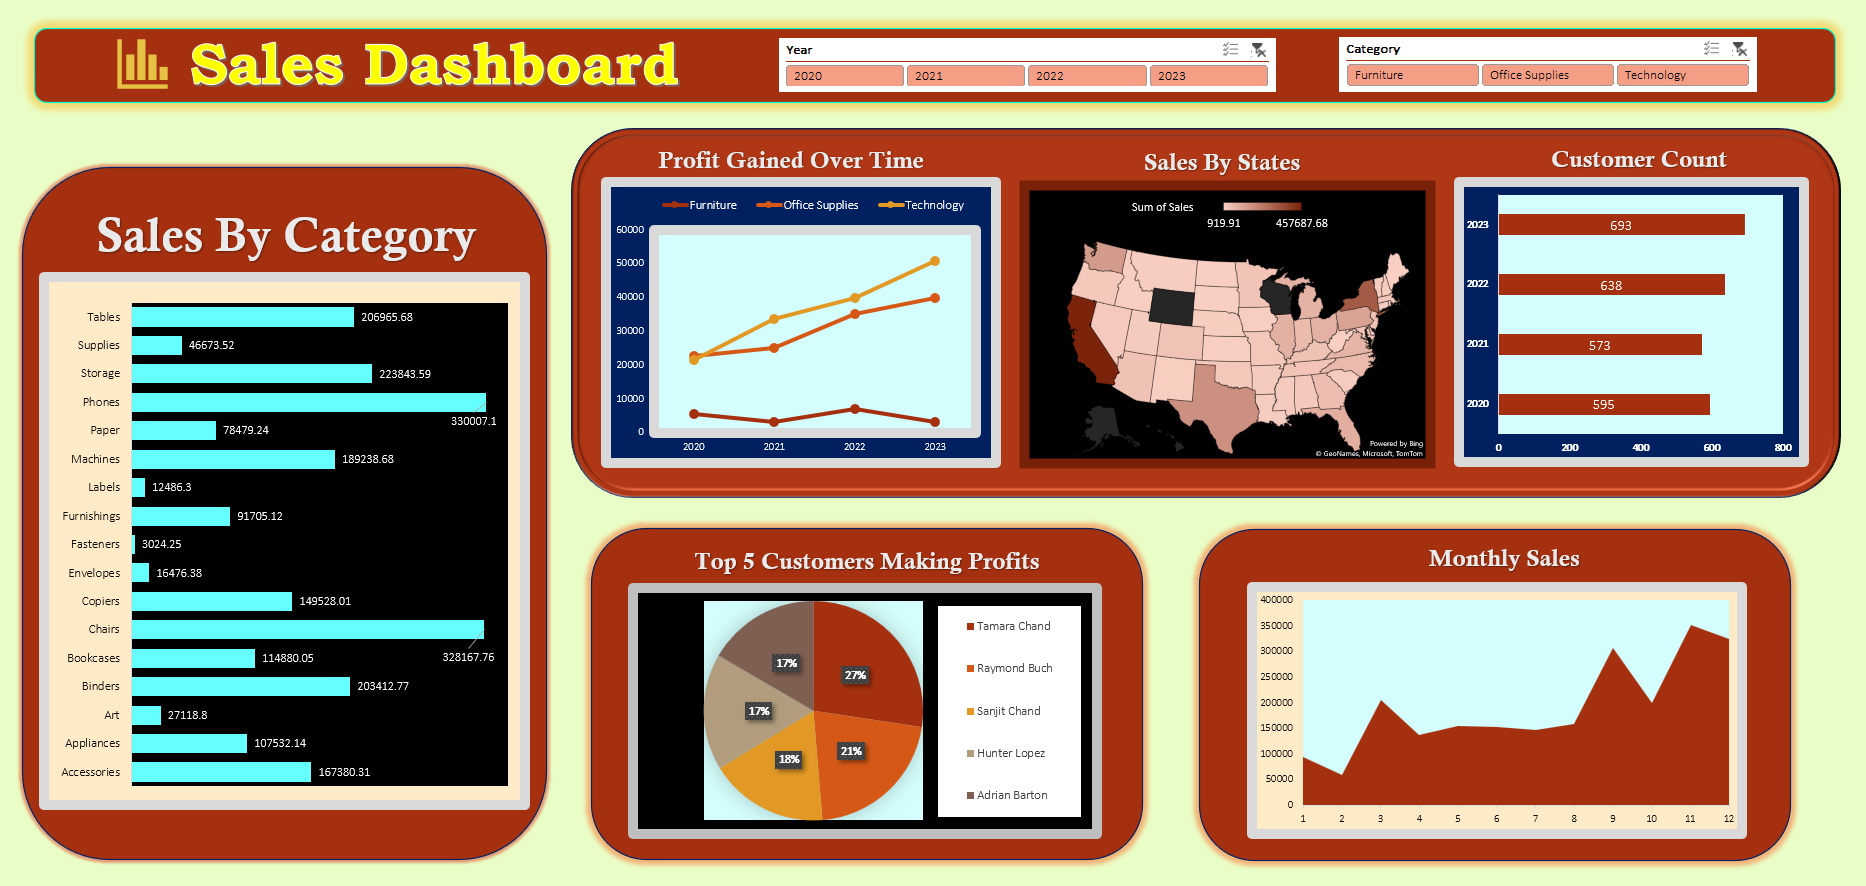 Sales Dashboard
Year
2020 2021 2022 2023
Category
Furniture Office Supplies Technology
Sales By Category
Tables 206965.68
Supplies 46673.52
Storage 223843.59
Phones 330007.1
Paper 78479.24
Machines 189238.68
Labels 12486.3
Furnishings 91705.12
Fasteners 3024.25
Envelopes 16476.38
Copiers 149528.01
Chairs 328167.76
Bookcases 114880.05
Binders 203412.77
Art 27118.8
Appliances 107532.14
Accessories 167380.31
Profit Gained Over Time
Furniture Office Supplies Technology
60000
50000
40000
30000
20000
10000
0
2020 2021 2022 2023
Sales By States
Sum of Sales
919.91 457687.68
Powered by Bing
© GeoNames, Microsoft, TomTom
Customer Count
2023 693
2022 638
2021 573
2020 595
0 200 400 600 800
Top 5 Customers Making Profits
17% 27%
17%
18% 21%
Tamara Chand
Raymond Buch
Sanjit Chand
Hunter Lopez
Adrian Barton
Monthly Sales
400000
350000
300000
250000
200000
150000
100000
50000
0
1 2 3 4 5 6 7 8 9 10 11 12